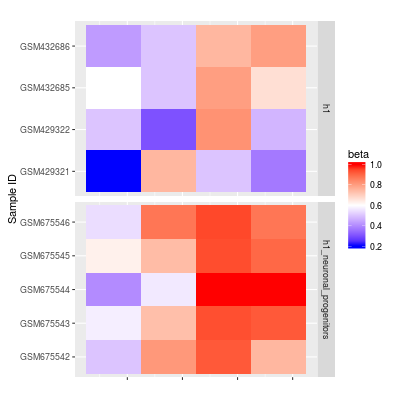 GSM432686
GSM432685
GSM429322
GSM429321
h1
GSM675546
GSM675545
GSM675544
GSM675543
GSM675542
h1_neuronal_progenitors
Sample ID
beta
1.0
0.8
0.6
0.4
0.2